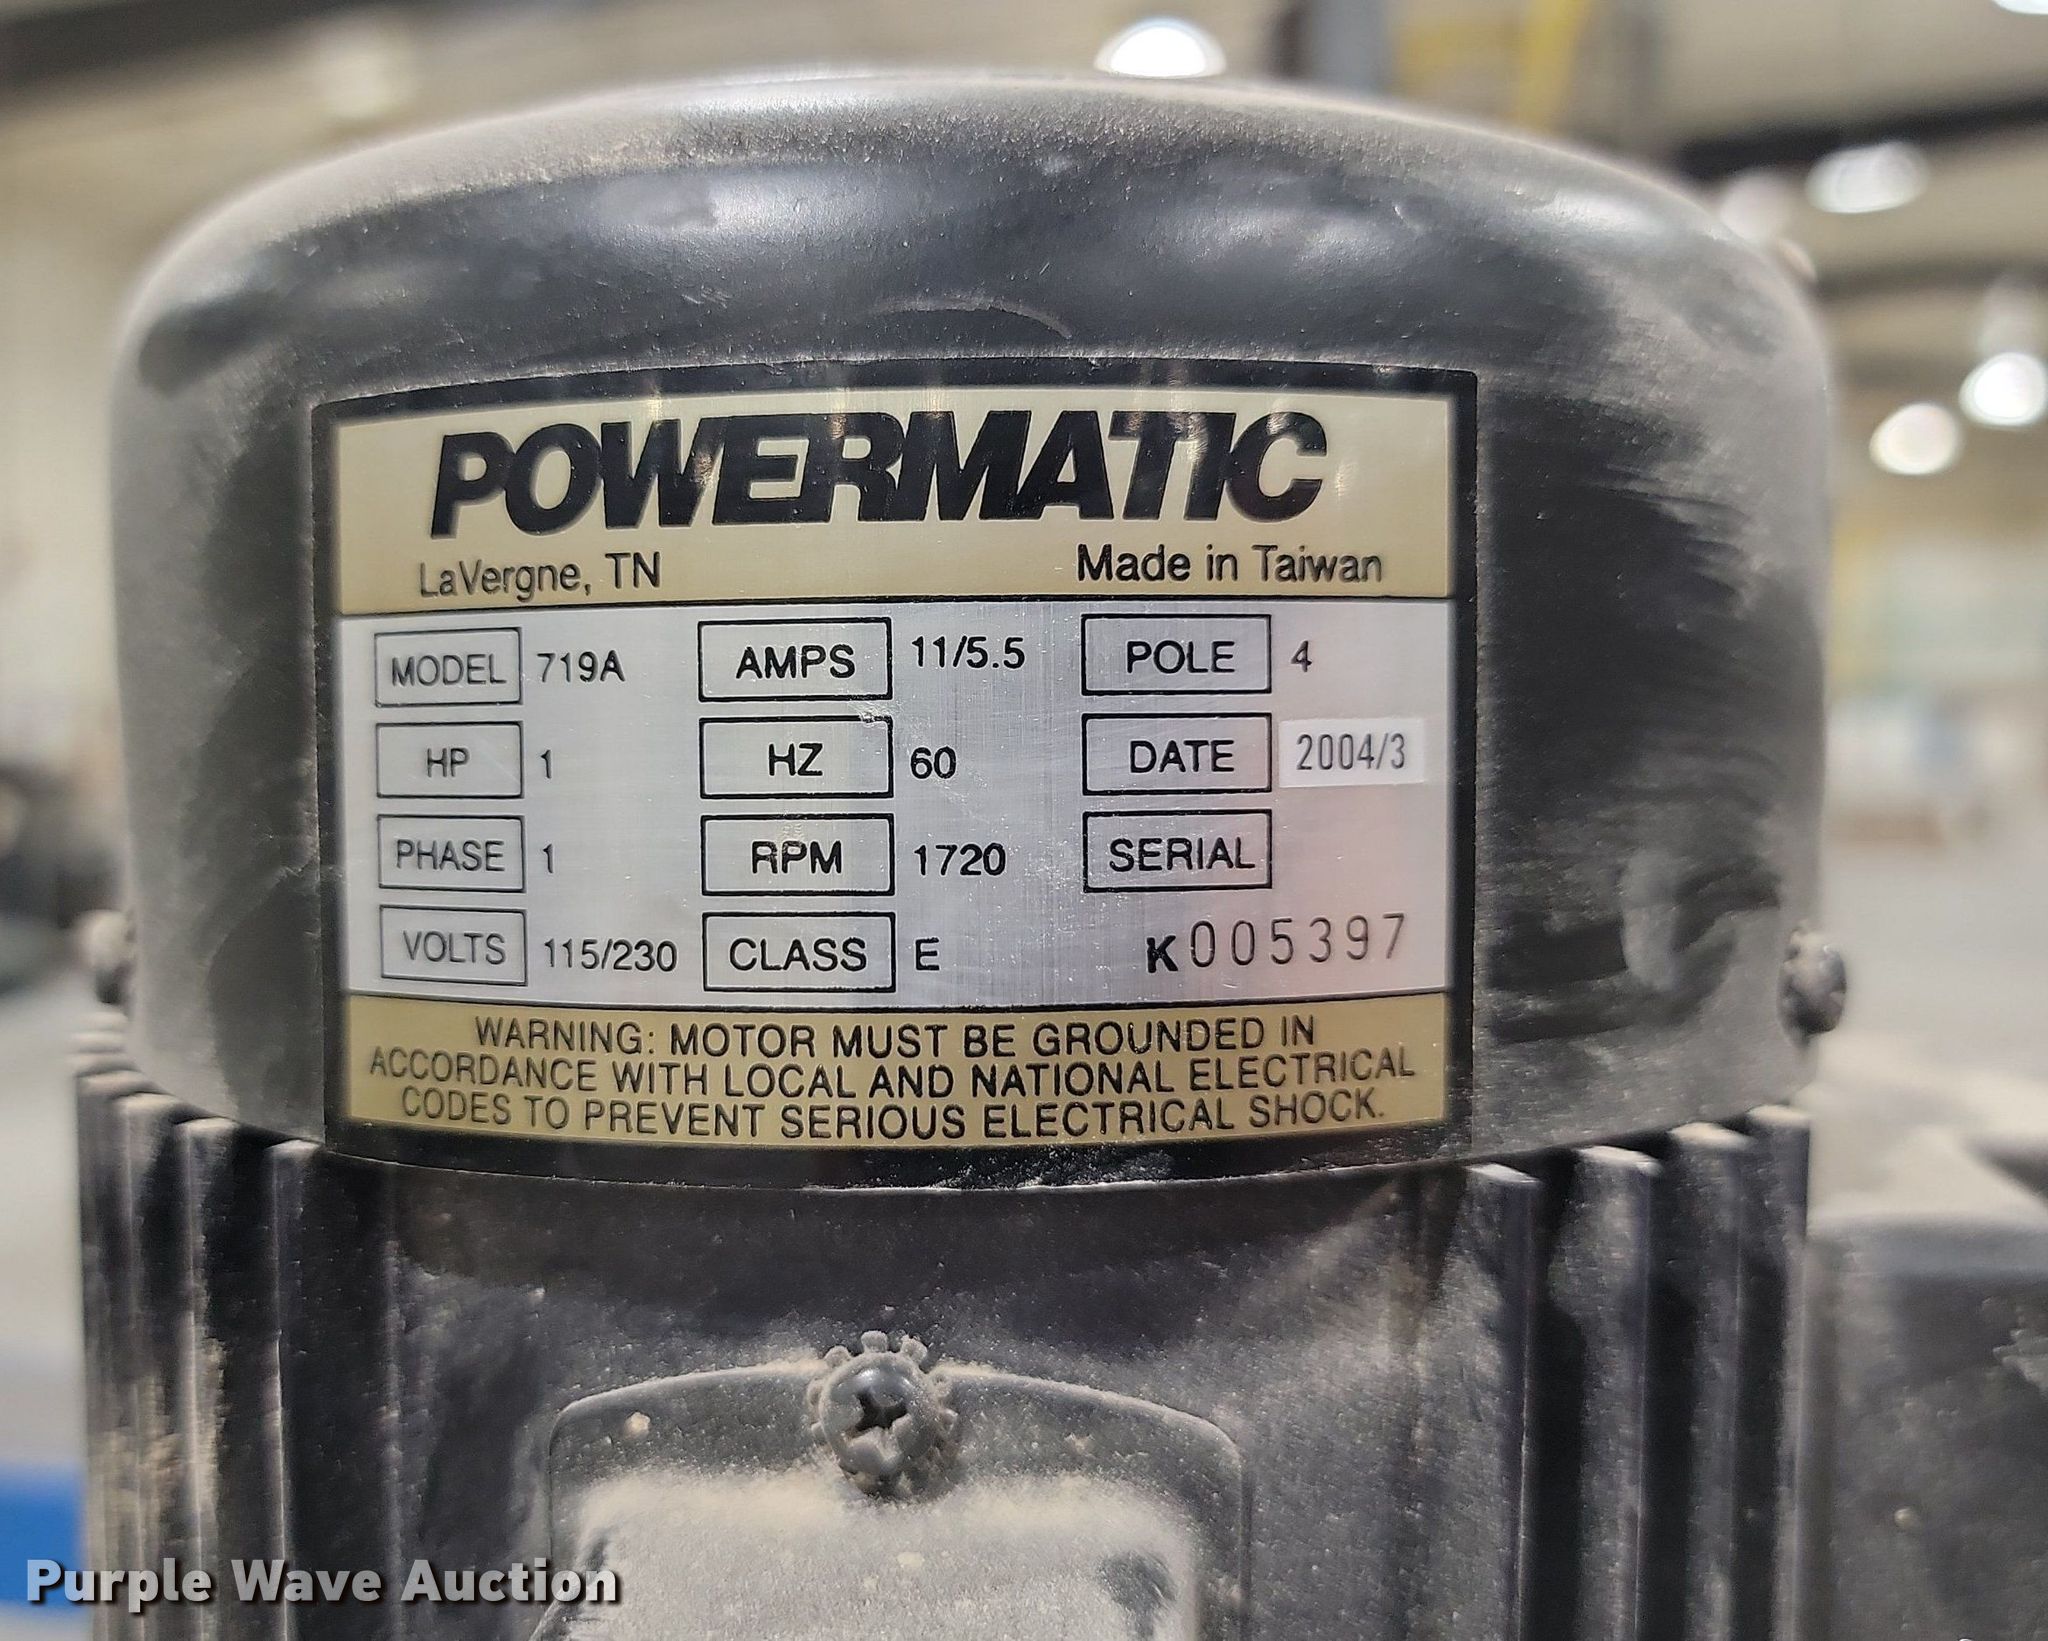 POWERMATIC
LaVergne, TN Made in Taiwan
MODEL 719A AMPS 11/5.5 POLE 4
HP 1 HZ 60 DATE 2004/3
PHASE 1 RPM 1720 SERIAL
VOLTS 115/230 CLASS E K005397
WARNING: MOTOR MUST BE GROUNDED IN
ACCORDANCE WITH LOCAL AND NATIONAL ELECTRICAL
CODES TO PREVENT SERIOUS ELECTRICAL SHOCK.
Purple Wave Auction